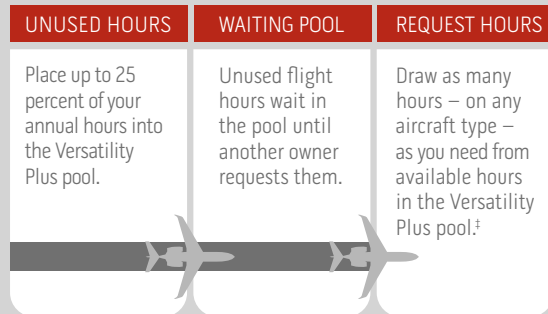 UNUSED HOURS
Place up to 25
percent of your
annual hours into
the Versatility
Plus pool.
WAITING POOL
Unused flight
hours wait in
the pool until
another owner
requests them.
REQUEST HOURS
Draw as many
hours – on any
aircraft type –
as you need from
available hours
in the Versatility
Plus pool.‡